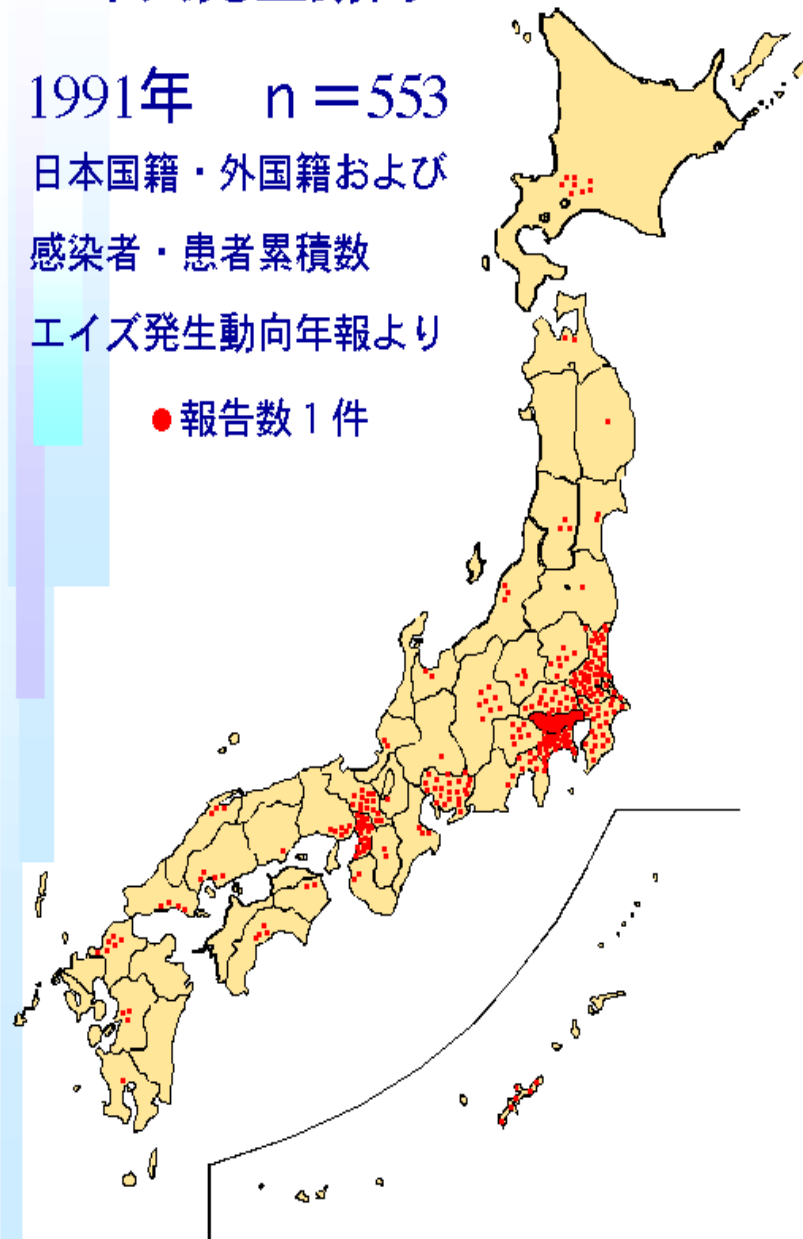 1991年　ｎ＝553
日本国籍・外国籍および
感染者・患者累積数
エイズ発生動向年報より
●報告数１件